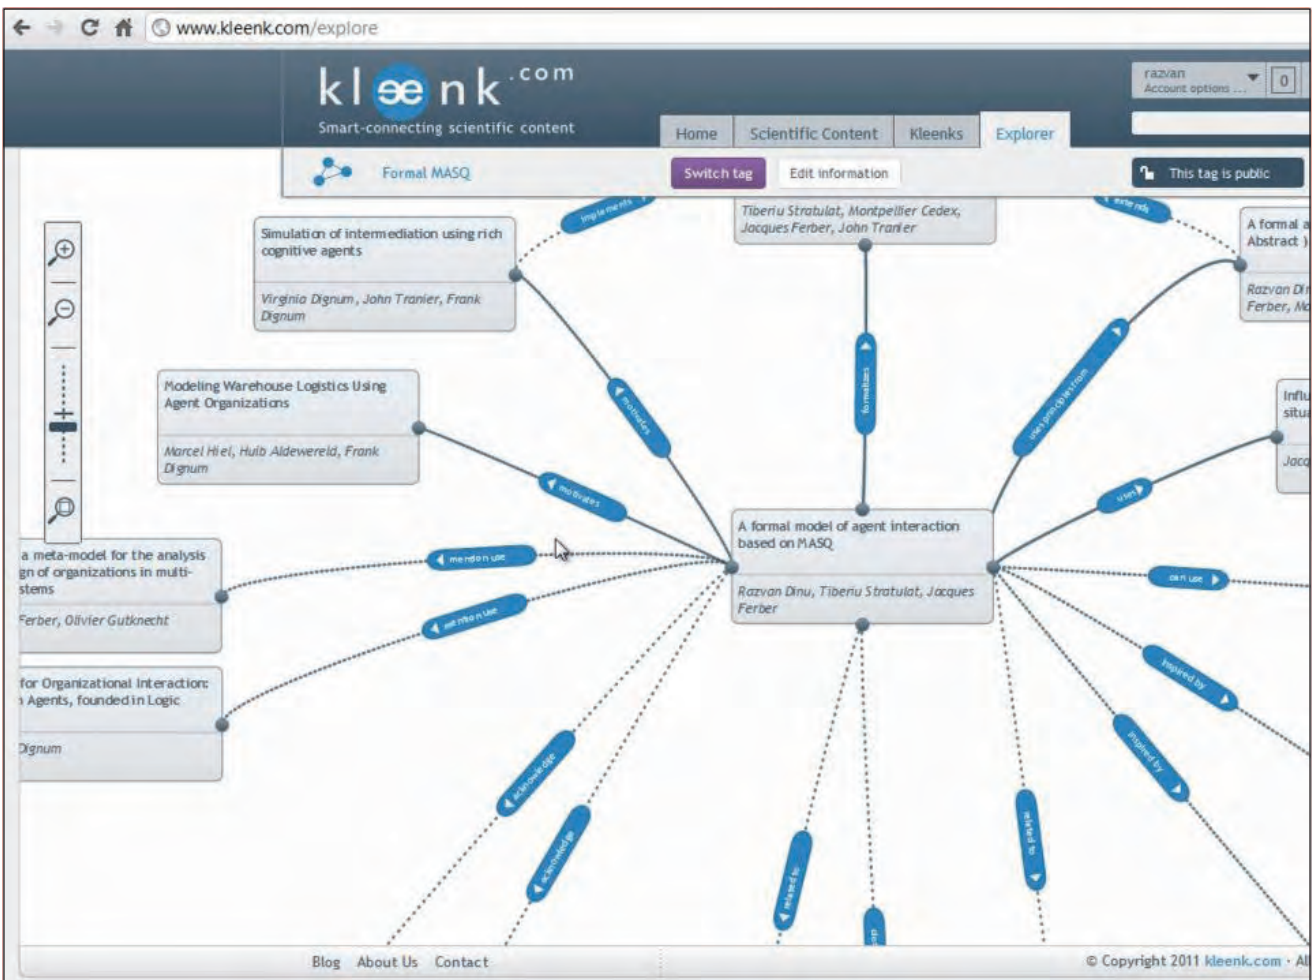 www.kleenk.com/explore
kleenk.com
Smart-connecting scientific content
razvan
Account options ...
0
Home
Scientific Content
Kleenks
Explorer
Formal MASQ
Switch tag
Edit information
This tag is public
implements
extends
Tiberiu Stratulat, Montpellier Cedex,
Jacques Ferber, John Tranier
Simulation of intermediation using rich
cognitive agents
Virginia Dignum, John Tranier, Frank
Dignum
A formal a
Abstract )
Razvan Din
Ferber, Mo
motivates
formalizes
uses principles from
Modeling Warehouse Logistics Using
Agent Organizations
Marcel Hiel, Huib Aldewereld, Frank
Dignum
Influ
situa
Jacq
motivates
uses
A formal model of agent interaction
based on MASQ
Razvan Dinu, Tiberiu Stratulat, Jacques
Ferber
a meta-model for the analysis
gn of organizations in multi-
stems
Ferber, Olivier Gutknecht
mention use
mention use
can use
for Organizational Interaction:
Agents, founded in Logic
Dignum
inspired by
inspired by
acknowledge
acknowledge
related to
related to
Blog
About Us
Contact
© Copyright 2011 kleenk.com · Al